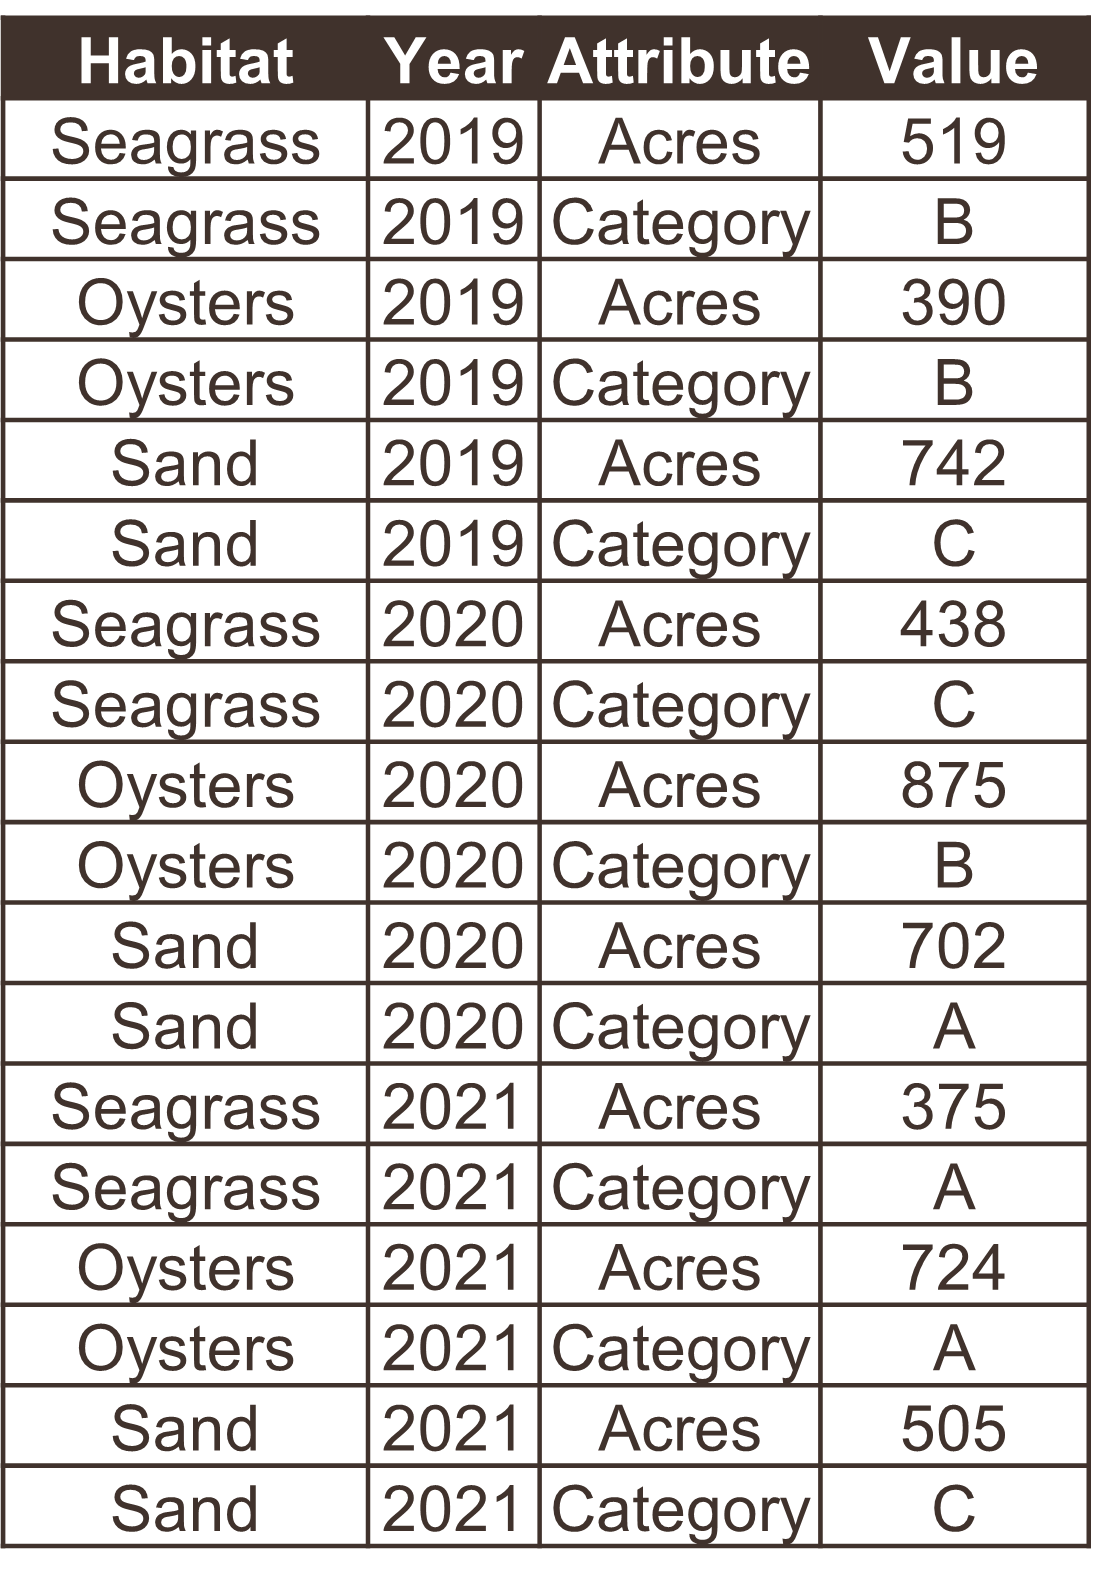 Habitat Year Attribute Value
Seagrass 2019 Acres 519
Seagrass 2019 Category B
Oysters 2019 Acres 390
Oysters 2019 Category B
Sand 2019 Acres 742
Sand 2019 Category C
Seagrass 2020 Acres 438
Seagrass 2020 Category C
Oysters 2020 Acres 875
Oysters 2020 Category B
Sand 2020 Acres 702
Sand 2020 Category A
Seagrass 2021 Acres 375
Seagrass 2021 Category A
Oysters 2021 Acres 724
Oysters 2021 Category A
Sand 2021 Acres 505
Sand 2021 Category C